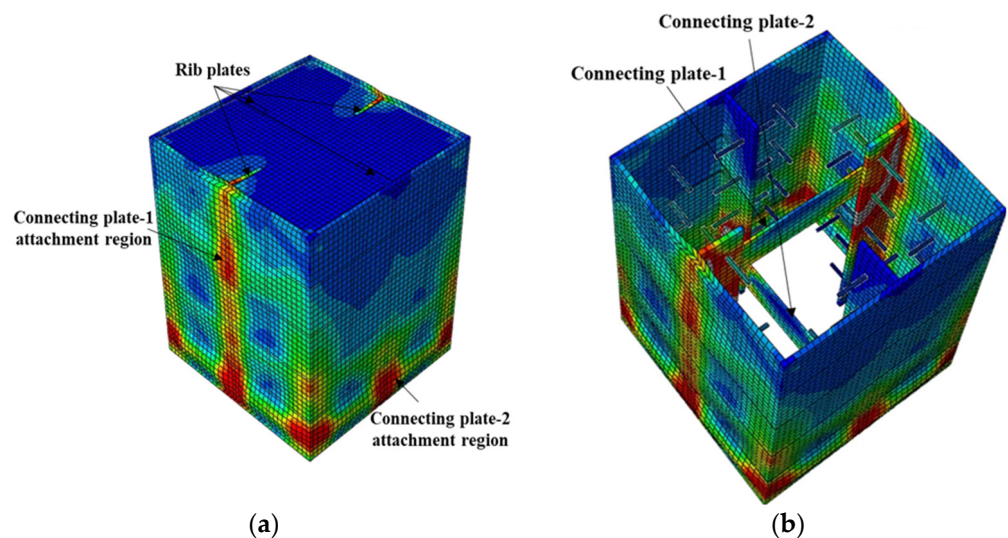 Rib plates
Connecting plate-1
attachment region
Connecting plate-2
attachment region
(a)
Connecting plate-2
Connecting plate-1
(b)